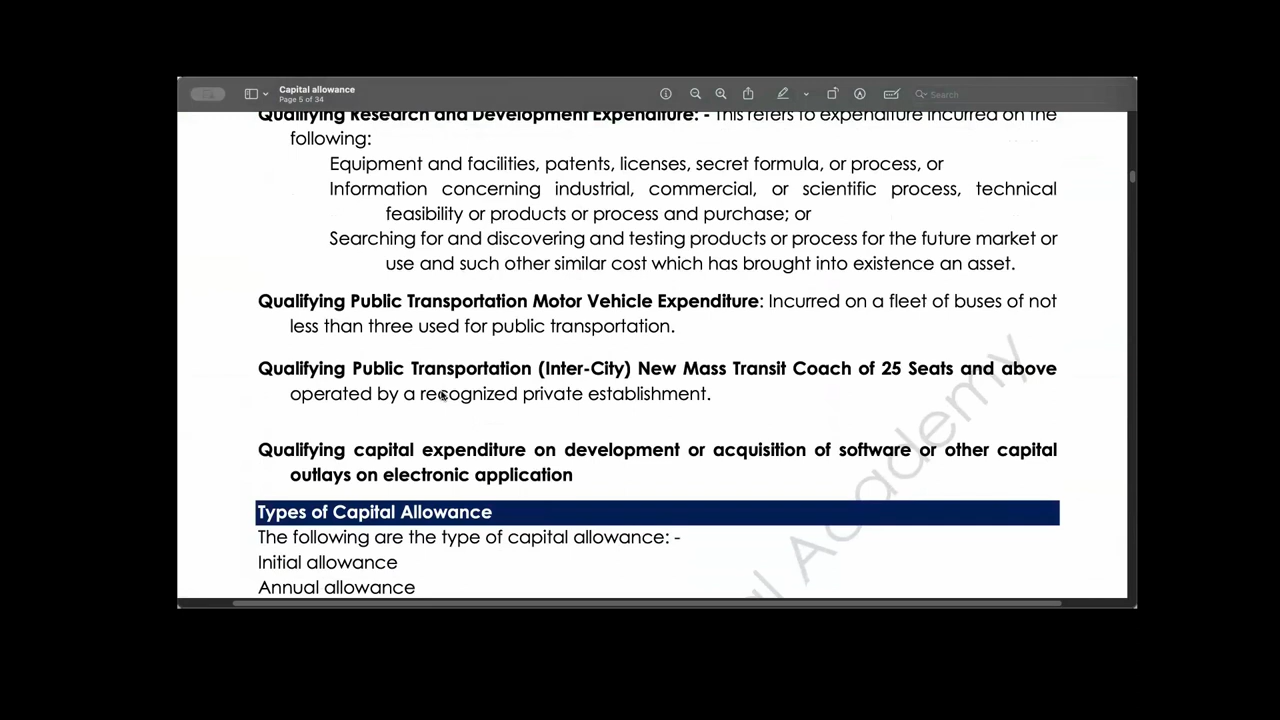 Capital allowance
Page 5 of 34
Search
Qualifying Research and Development Expenditure: - This refers to expenditure incurred on the
following:
Equipment and facilities, patents, licenses, secret formula, or process, or
Information concerning industrial, commercial, or scientific process, technical
feasibility or products or process and purchase; or
Searching for and discovering and testing products or process for the future market or
use and such other similar cost which has brought into existence an asset.
Qualifying Public Transportation Motor Vehicle Expenditure: Incurred on a fleet of buses of not
less than three used for public transportation.
Qualifying Public Transportation (Inter-City) New Mass Transit Coach of 25 Seats and above
operated by a recognized private establishment.
Qualifying capital expenditure on development or acquisition of software or other capital
outlays on electronic application
Types of Capital Allowance
The following are the type of capital allowance: -
Initial allowance
Annual allowance
al Academy